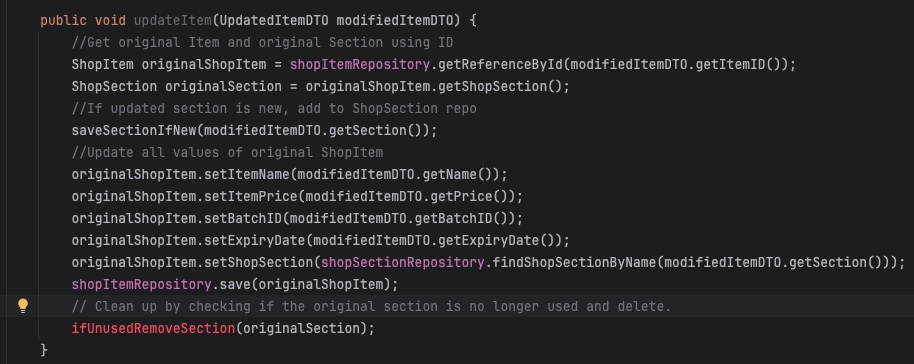 public void updateItem(UpdatedItemDTO modifiedItemDTO) {
//Get original Item and original Section using ID
ShopItem originalShopItem = shopItemRepository.getReferenceById(modifiedItemDTO.getItemID());
ShopSection originalSection = originalShopItem.getShopSection();
//If updated section is new, add to ShopSection repo
saveSectionIfNew(modifiedItemDTO.getSection());
//Update all values of original ShopItem
originalShopItem.setItemName(modifiedItemDTO.getName());
originalShopItem.setItemPrice(modifiedItemDTO.getPrice());
originalShopItem.setBatchID(modifiedItemDTO.getBatchID());
originalShopItem.setExpiryDate(modifiedItemDTO.getExpiryDate());
originalShopItem.setShopSection(shopSectionRepository.findShopSectionByName(modifiedItemDTO.getSection()));
shopItemRepository.save(originalShopItem);
// Clean up by checking if the original section is no longer used and delete.
ifUnusedRemoveSection(originalSection);
}